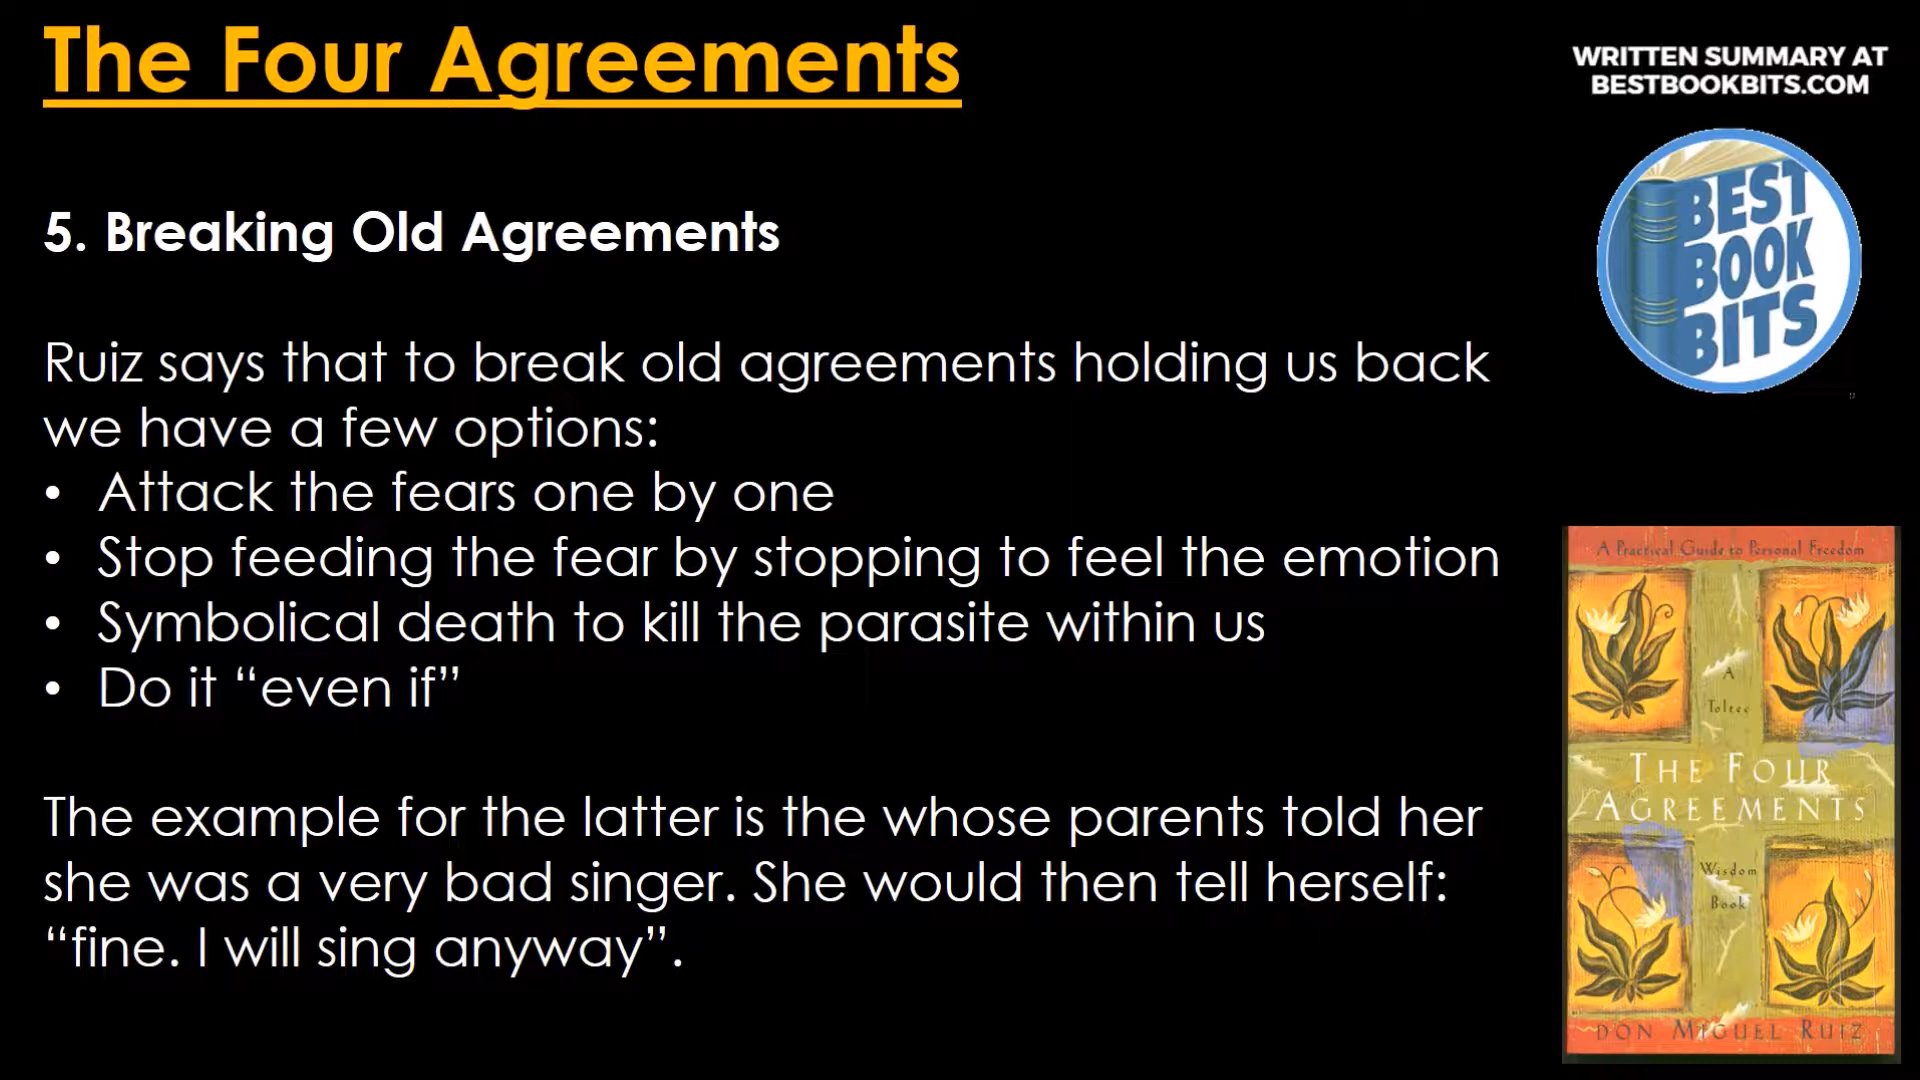 The Four Agreements
WRITTEN SUMMARY AT
BESTBOOKBITS.COM
BEST
BOOK
BITS
5. Breaking Old Agreements
Ruiz says that to break old agreements holding us back
we have a few options:
• Attack the fears one by one
• Stop feeding the fear by stopping to feel the emotion
• Symbolical death to kill the parasite within us
• Do it “even if”
The example for the latter is the whose parents told her
she was a very bad singer. She would then tell herself:
“fine. I will sing anyway”.
A Practical Guide to Personal Freedom
A
Toltec
THE FOUR
AGREEMENTS
Wisdom
Book
DON MIGUEL RUIZ